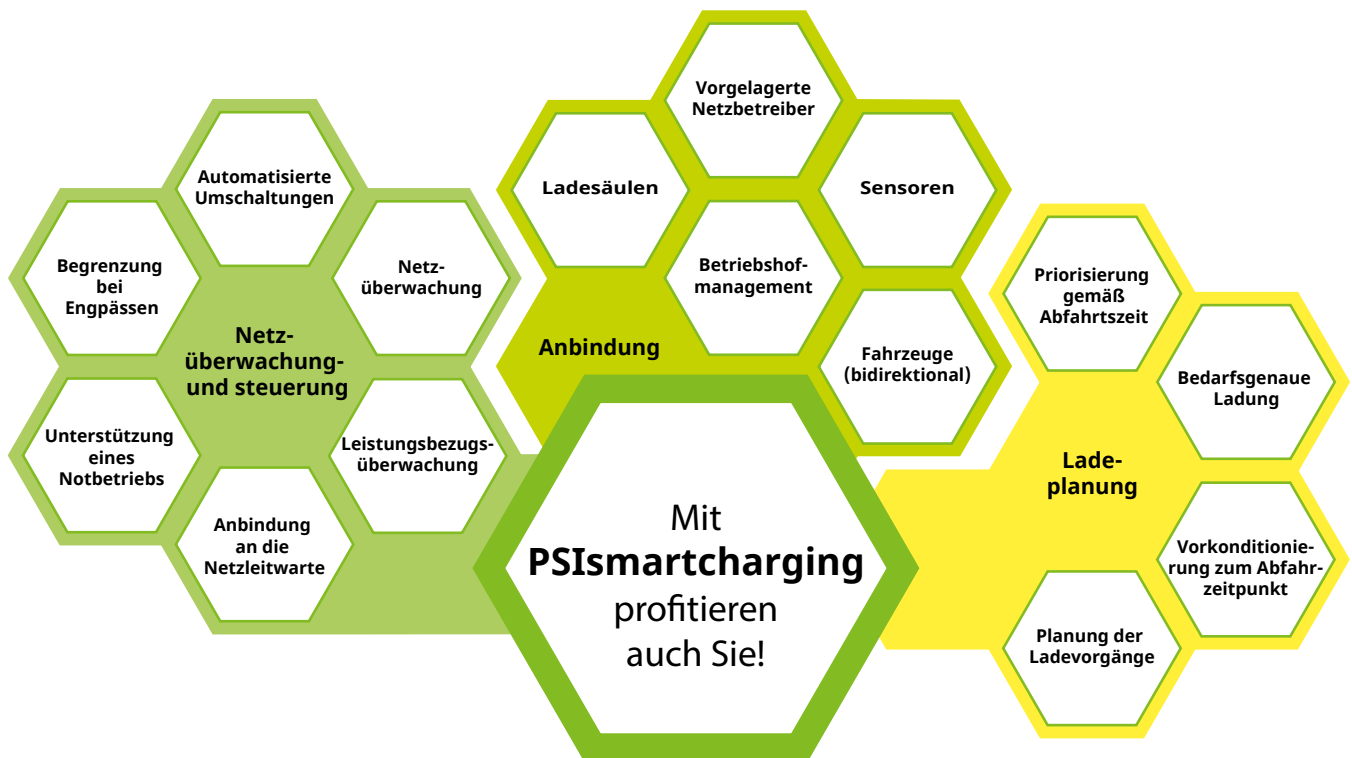 Automatisierte
Umschaltungen
Begrenzung
bei
Engpässen
Netz-
überwachung
Netz-
überwachung-
und steuerung
Unterstützung
eines
Notbetriebs
Leistungsbezugs-
überwachung
Anbindung
an die
Netzleitwarte
Vorgelagerte
Netzbetreiber
Ladesäulen
Sensoren
Betriebshof-
management
Anbindung
Fahrzeuge
(bidirektional)
Priorisierung
gemäß
Abfahrtszeit
Bedarfsgenaue
Ladung
Lade-
planung
Vorkonditionie-
rung zum Abfahr-
zeitpunkt
Planung der
Ladevorgänge
Mit
PSIsmartcharging
profitieren
auch Sie!